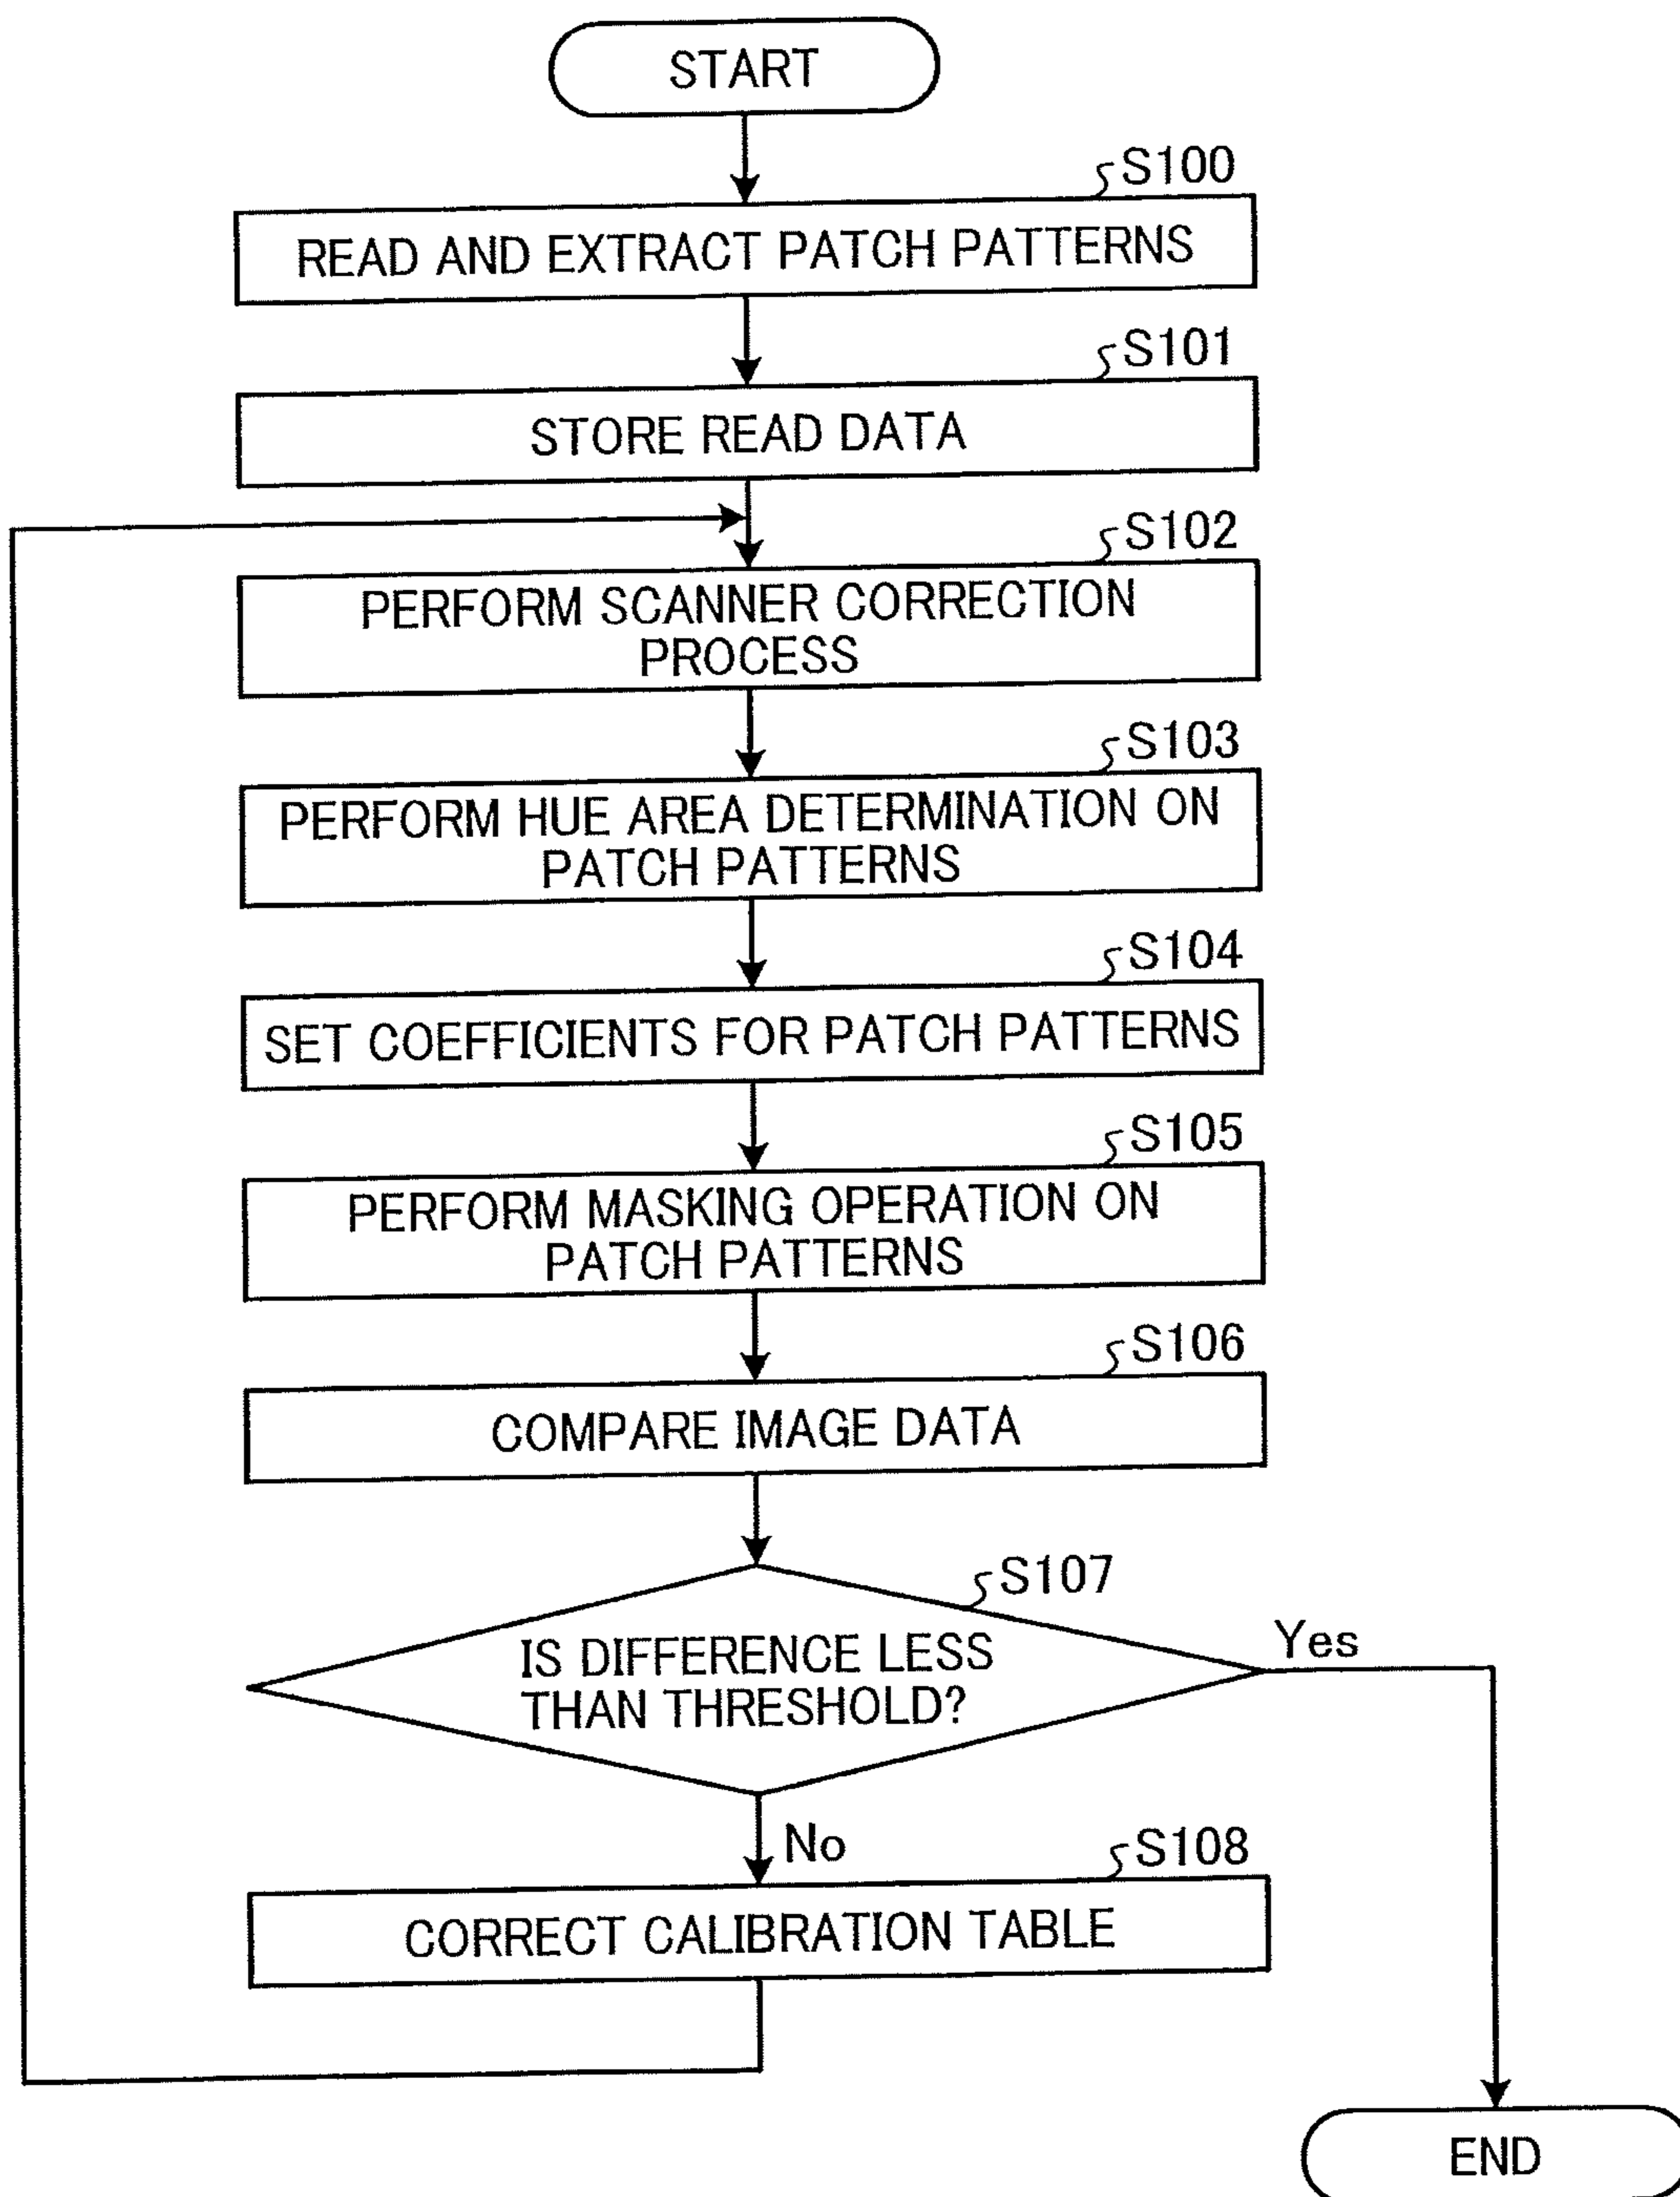 START
S100
READ AND EXTRACT PATCH PATTERNS
S101
STORE READ DATA
S102
PERFORM SCANNER CORRECTION
PROCESS
S103
PERFORM HUE AREA DETERMINATION ON
PATCH PATTERNS
S104
SET COEFFICIENTS FOR PATCH PATTERNS
S105
PERFORM MASKING OPERATION ON
PATCH PATTERNS
S106
COMPARE IMAGE DATA
S107
IS DIFFERENCE LESS
THAN THRESHOLD?
Yes
No
S108
CORRECT CALIBRATION TABLE
END